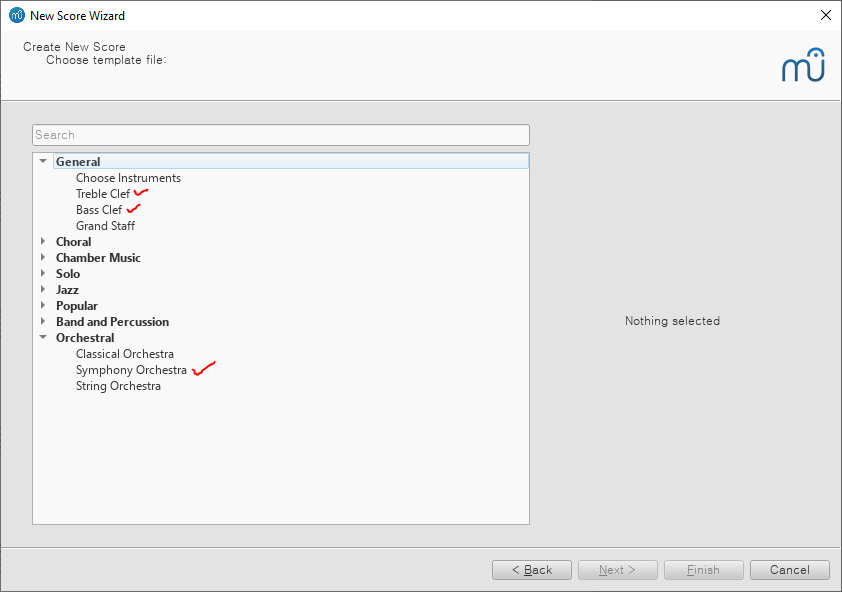 New Score Wizard
Create New Score
Choose template file:
Search
General
Choose Instruments
Treble Clef
Bass Clef
Grand Staff
Choral
Chamber Music
Solo
Jazz
Popular
Band and Percussion
Orchestral
Classical Orchestra
Symphony Orchestra
String Orchestra
Nothing selected
< Back Next > Finish Cancel